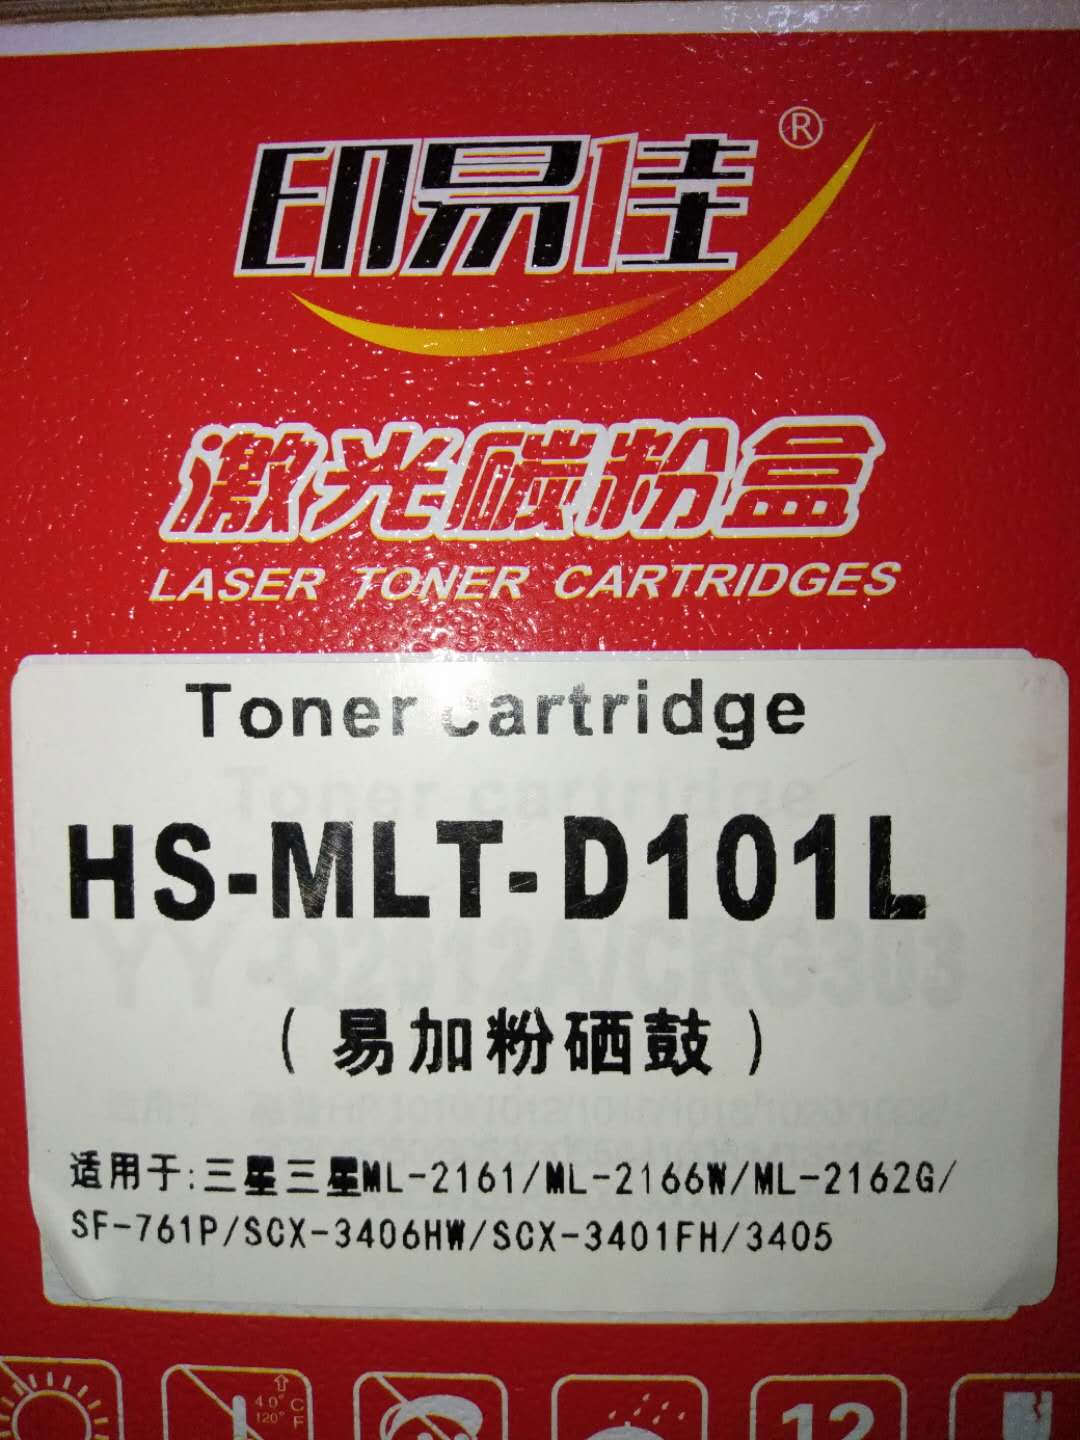 印易佳®
激光碳粉盒
LASER TONER CARTRIDGES
Toner cartridge
HS-MLT-D101L
(易加粉硒鼓)
适用于:三星三星ML-2161/ML-2166W/ML-2162G/
SF-761P/SCX-3406HW/SCX-3401FH/3405
40°C
120°F
12